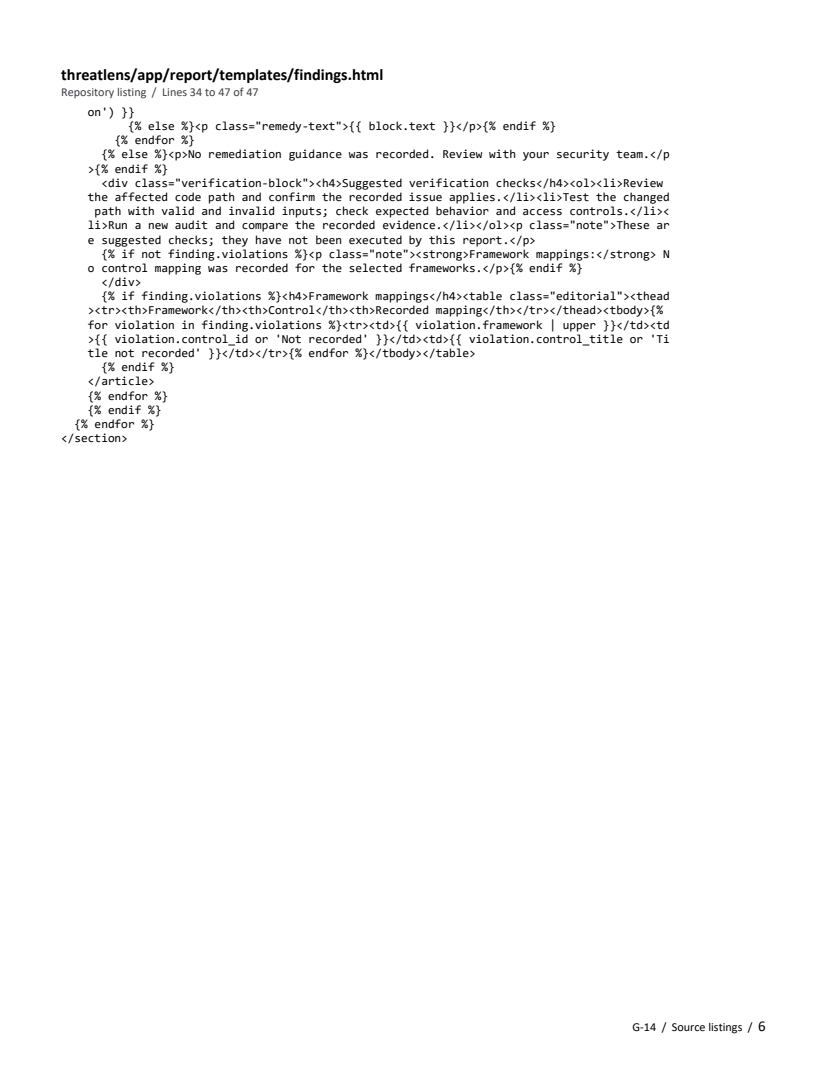 threatlens/app/report/templates/findings.html
Repository listing / Lines 34 to 47 of 47
on') }}
{% else %}<p class="remedy-text">{{ block.text }}</p>{% endif %}
{% endfor %}
{% else %}<p>No remediation guidance was recorded. Review with your security team.</p
>{% endif %}
<div class="verification-block"><h4>Suggested verification checks</h4><ol><li>Review
the affected code path and confirm the recorded issue applies.</li><li>Test the changed
path with valid and invalid inputs; check expected behavior and access controls.</li><
li>Run a new audit and compare the recorded evidence.</li></ol><p class="note">These ar
e suggested checks; they have not been executed by this report.</p>
{% if not finding.violations %}<p class="note"><strong>Framework mappings:</strong> N
o control mapping was recorded for the selected frameworks.</p>{% endif %}
</div>
{% if finding.violations %}<h4>Framework mappings</h4><table class="editorial"><thead
><tr><th>Framework</th><th>Control</th><th>Recorded mapping</th></tr></thead><tbody>{%
for violation in finding.violations %}<tr><td>{{ violation.framework | upper }}</td><td
>{{ violation.control_id or 'Not recorded' }}</td><td>{{ violation.control_title or 'Ti
tle not recorded' }}</td></tr>{% endfor %}</tbody></table>
{% endif %}
</article>
{% endfor %}
{% endif %}
{% endfor %}
</section>
G-14 / Source listings / 6